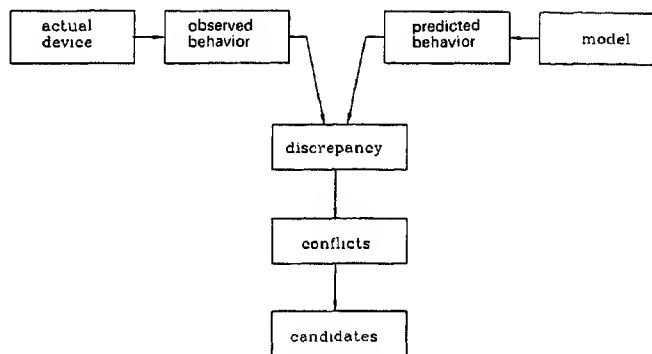 actual
device
observed
behavior
predicted
behavior
model
discrepancy
conflicts
candidates